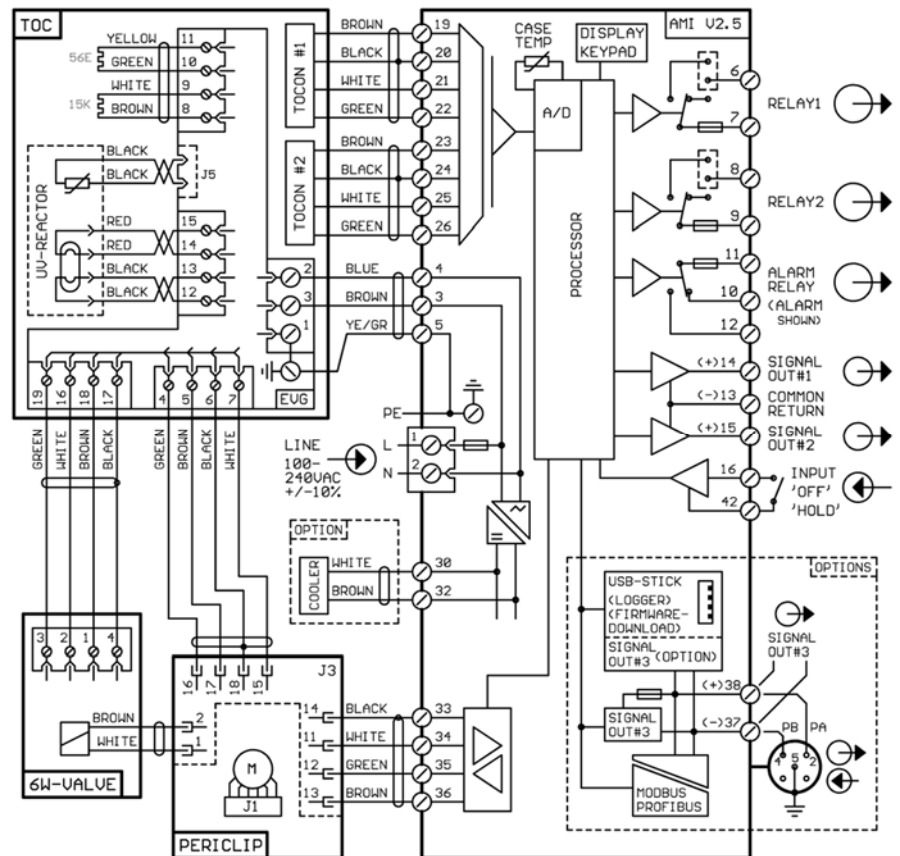 TOC
YELLOW 11
56E
GREEN 10
WHITE 9
15K
BROWN 8
BLACK
BLACK
J5
UV-REACTOR
RED 15
RED 14
BLACK 13
BLACK 12
TOCON #1
BROWN 19
BLACK 20
WHITE 21
GREEN 22
TOCON #2
BROWN 23
BLACK 24
WHITE 25
GREEN 26
2 BLUE 4
3 BROWN 3
1 YE/GR 5
EVG
19 16 18 17
4 5 6 7
GREEN WHITE BROWN BLACK
GREEN BROWN BLACK WHITE
AMI V2.5
CASE TEMP
DISPLAY KEYPAD
A/D
PROCESSOR
6
RELAY1
7
8
RELAY2
9
11
ALARM
RELAY
10
(ALARM
SHOWN)
12
(+)14
SIGNAL
OUT#1
(-)13
COMMON
RETURN
(+)15
SIGNAL
OUT#2
16
INPUT
'OFF'
'HOLD'
42
PE
LINE
100-
240VAC
+/-10%
L 1
N 2
OPTION
COOLER
WHITE 30
BROWN 32
3 2 1 4
BROWN 2
WHITE 1
6W-VALVE
16 17 18 15
J3
14 BLACK 33
11 WHITE 34
12 GREEN 35
13 BROWN 36
M
J1
PERICLIP
OPTIONS
USB-STICK
(LOGGER)
(FIRMWARE-
DOWNLOAD)
SIGNAL
OUT#3 (OPTION)
SIGNAL
OUT#3
(+)38
SIGNAL
OUT#3
(-)37
PB PA
4 5 2
MODBUS
PROFIBUS